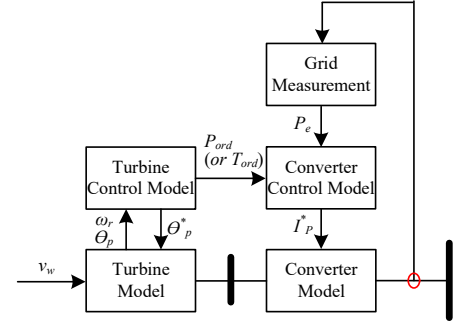 Grid
Measurement
P_e
P_ord
(or T_ord)
Turbine
Control Model
Converter
Control Model
ω_r
Θ_p
Θ*_p
I*_P
v_w
Turbine
Model
Converter
Model